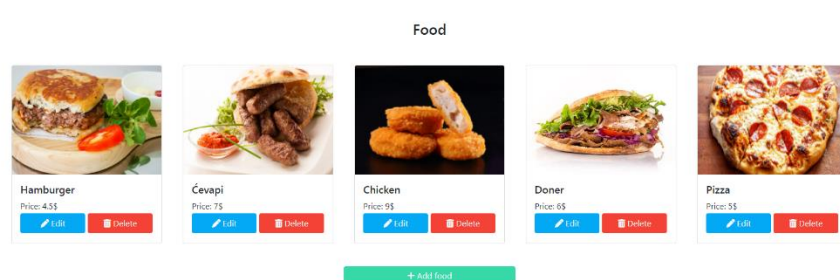 Food
Hamburger
Price: 4.5$
Edit
Delete
Ćevapi
Price: 7$
Edit
Delete
Chicken
Price: 9$
Edit
Delete
Doner
Price: 6$
Edit
Delete
Pizza
Price: 5$
Edit
Delete
+ Add food